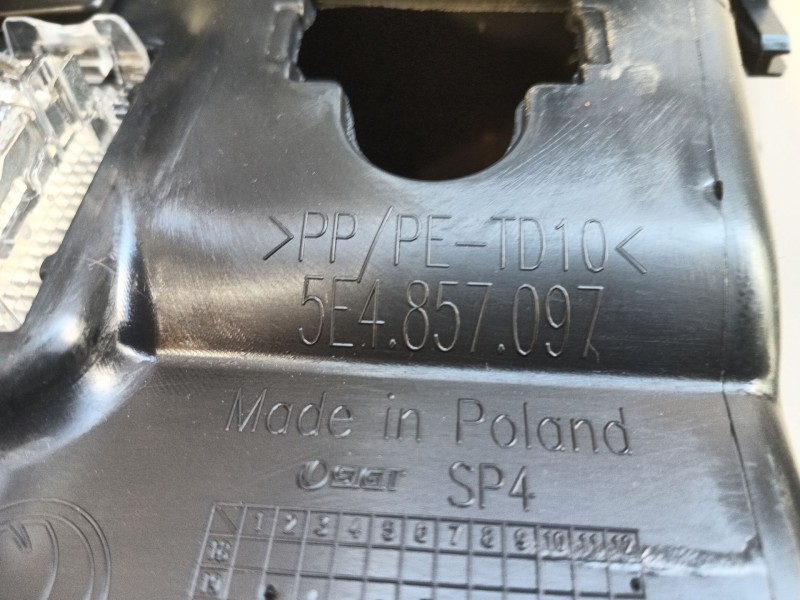 >PP/PE-TD10<
5E4.857.097
Made in Poland
SP4
1 2 3 4 5 6 7 8 9 10 11 12
18